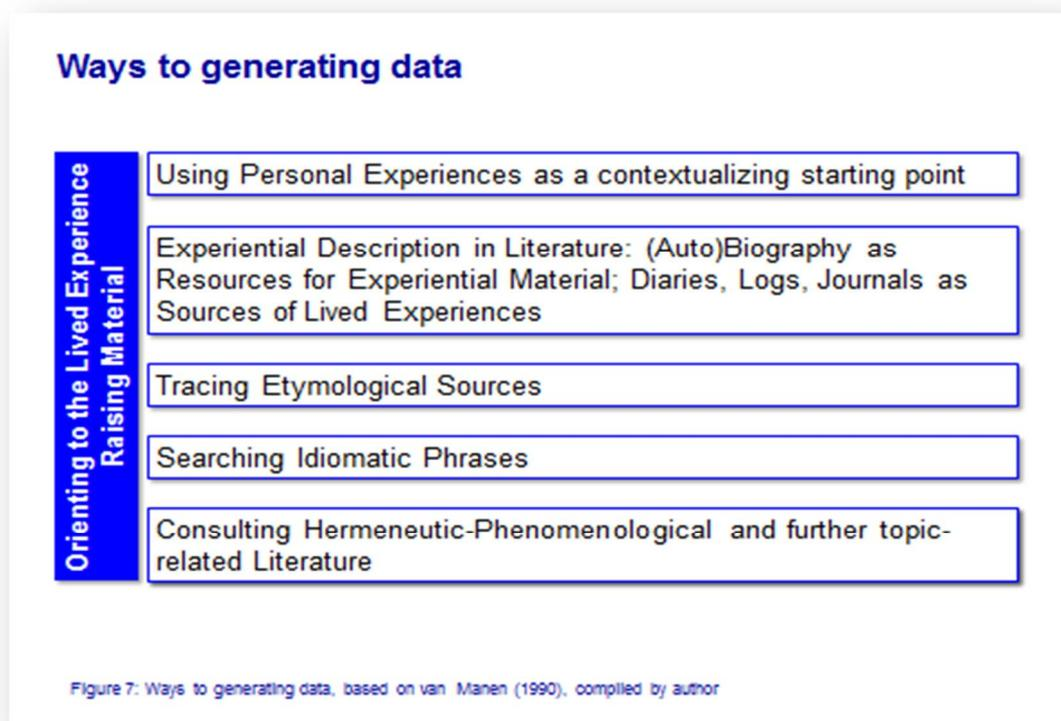 Ways to generating data
Orienting to the Lived Experience
Raising Material
Using Personal Experiences as a contextualizing starting point
Experiential Description in Literature: (Auto)Biography as
Resources for Experiential Material; Diaries, Logs, Journals as
Sources of Lived Experiences
Tracing Etymological Sources
Searching Idiomatic Phrases
Consulting Hermeneutic-Phenomenological and further topic-
related Literature
Figure 7: Ways to generating data, based on van Manen (1990), compiled by author